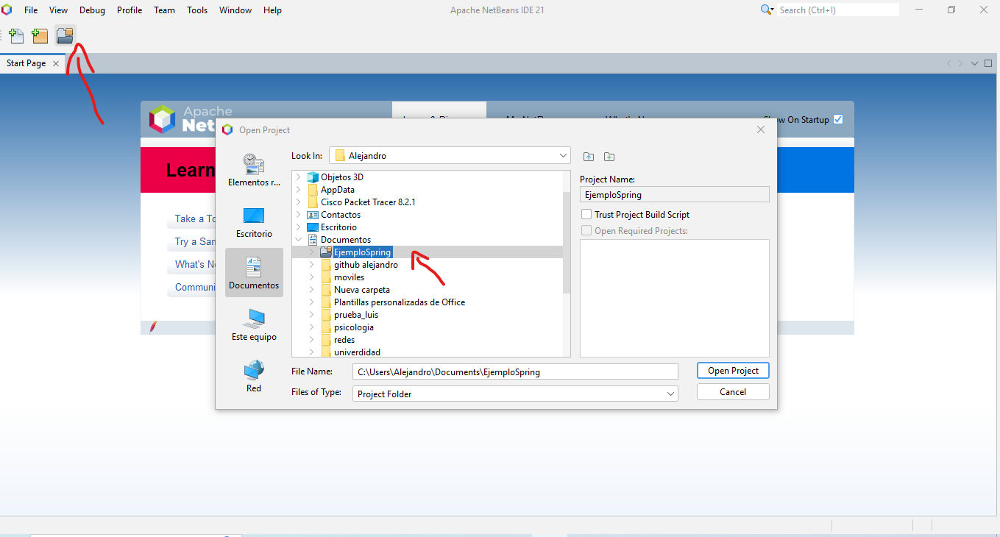 File View Debug Profile Team Tools Window Help
Apache NetBeans IDE 21
Search (Ctrl+I)
Start Page
Apache
Net
Show On Startup
Learn
Take a To
Try a Sam
What's Ne
Communi
Open Project
Look In:
Alejandro
Elementos r...
Escritorio
Documentos
Este equipo
Red
Objetos 3D
AppData
Cisco Packet Tracer 8.2.1
Contactos
Escritorio
Documentos
EjemploSpring
github alejandro
moviles
Nueva carpeta
Plantillas personalizadas de Office
prueba_luis
psicologia
redes
univerdidad
Project Name:
EjemploSpring
Trust Project Build Script
Open Required Projects:
File Name:
C:\Users\Alejandro\Documents\EjemploSpring
Open Project
Files of Type:
Project Folder
Cancel